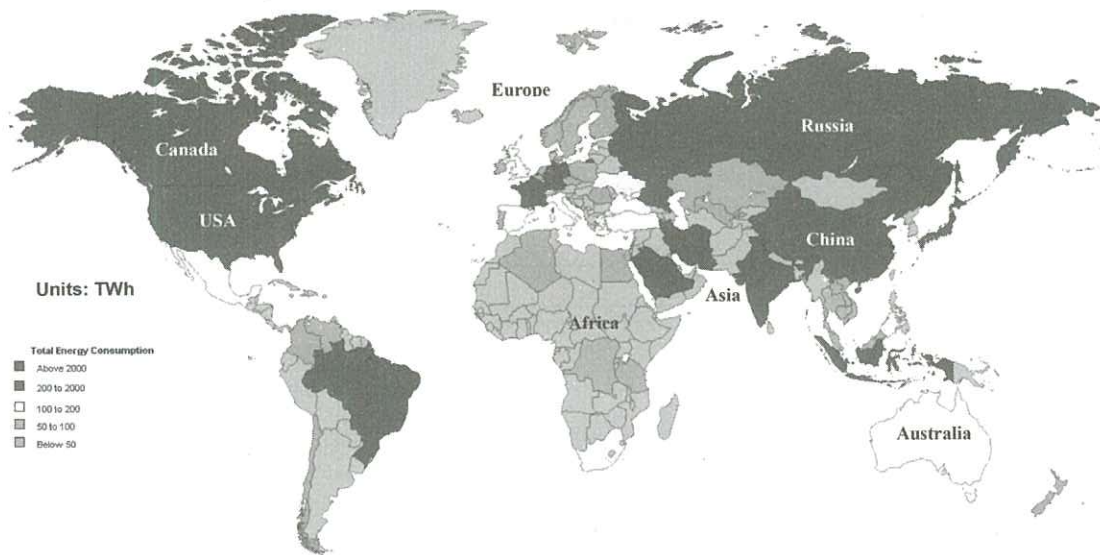 Europe
Russia
Canada
USA
China
Units: TWh
Asia
Africa
Total Energy Consumption
Above 2000
200 to 2000
100 to 200
50 to 100
Below 50
Australia